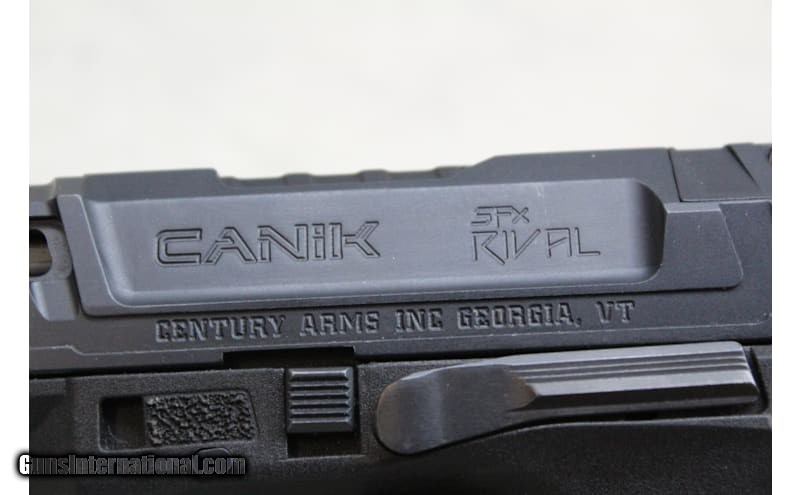 CANiK
SFX
RIVAL
CENTURY ARMS INC GEORGIA, VT
GunsInternational.com